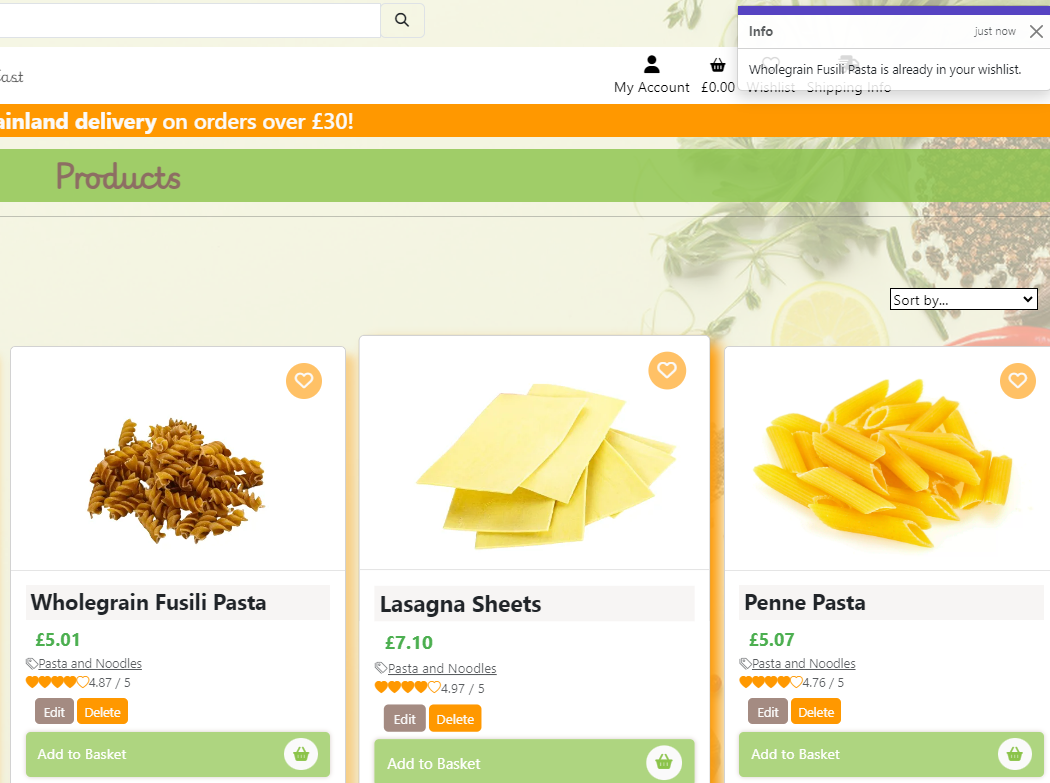 Info just now
Wholegrain Fusili Pasta is already in your wishlist.
My Account £0.00 Wishlist Shipping Info
delivery on orders over £30!
Products
Sort by...
Wholegrain Fusili Pasta
£5.01
Pasta and Noodles
4.87 / 5
Edit Delete
Add to Basket
Lasagna Sheets
£7.10
Pasta and Noodles
4.97 / 5
Edit Delete
Add to Basket
Penne Pasta
£5.07
Pasta and Noodles
4.76 / 5
Edit Delete
Add to Basket